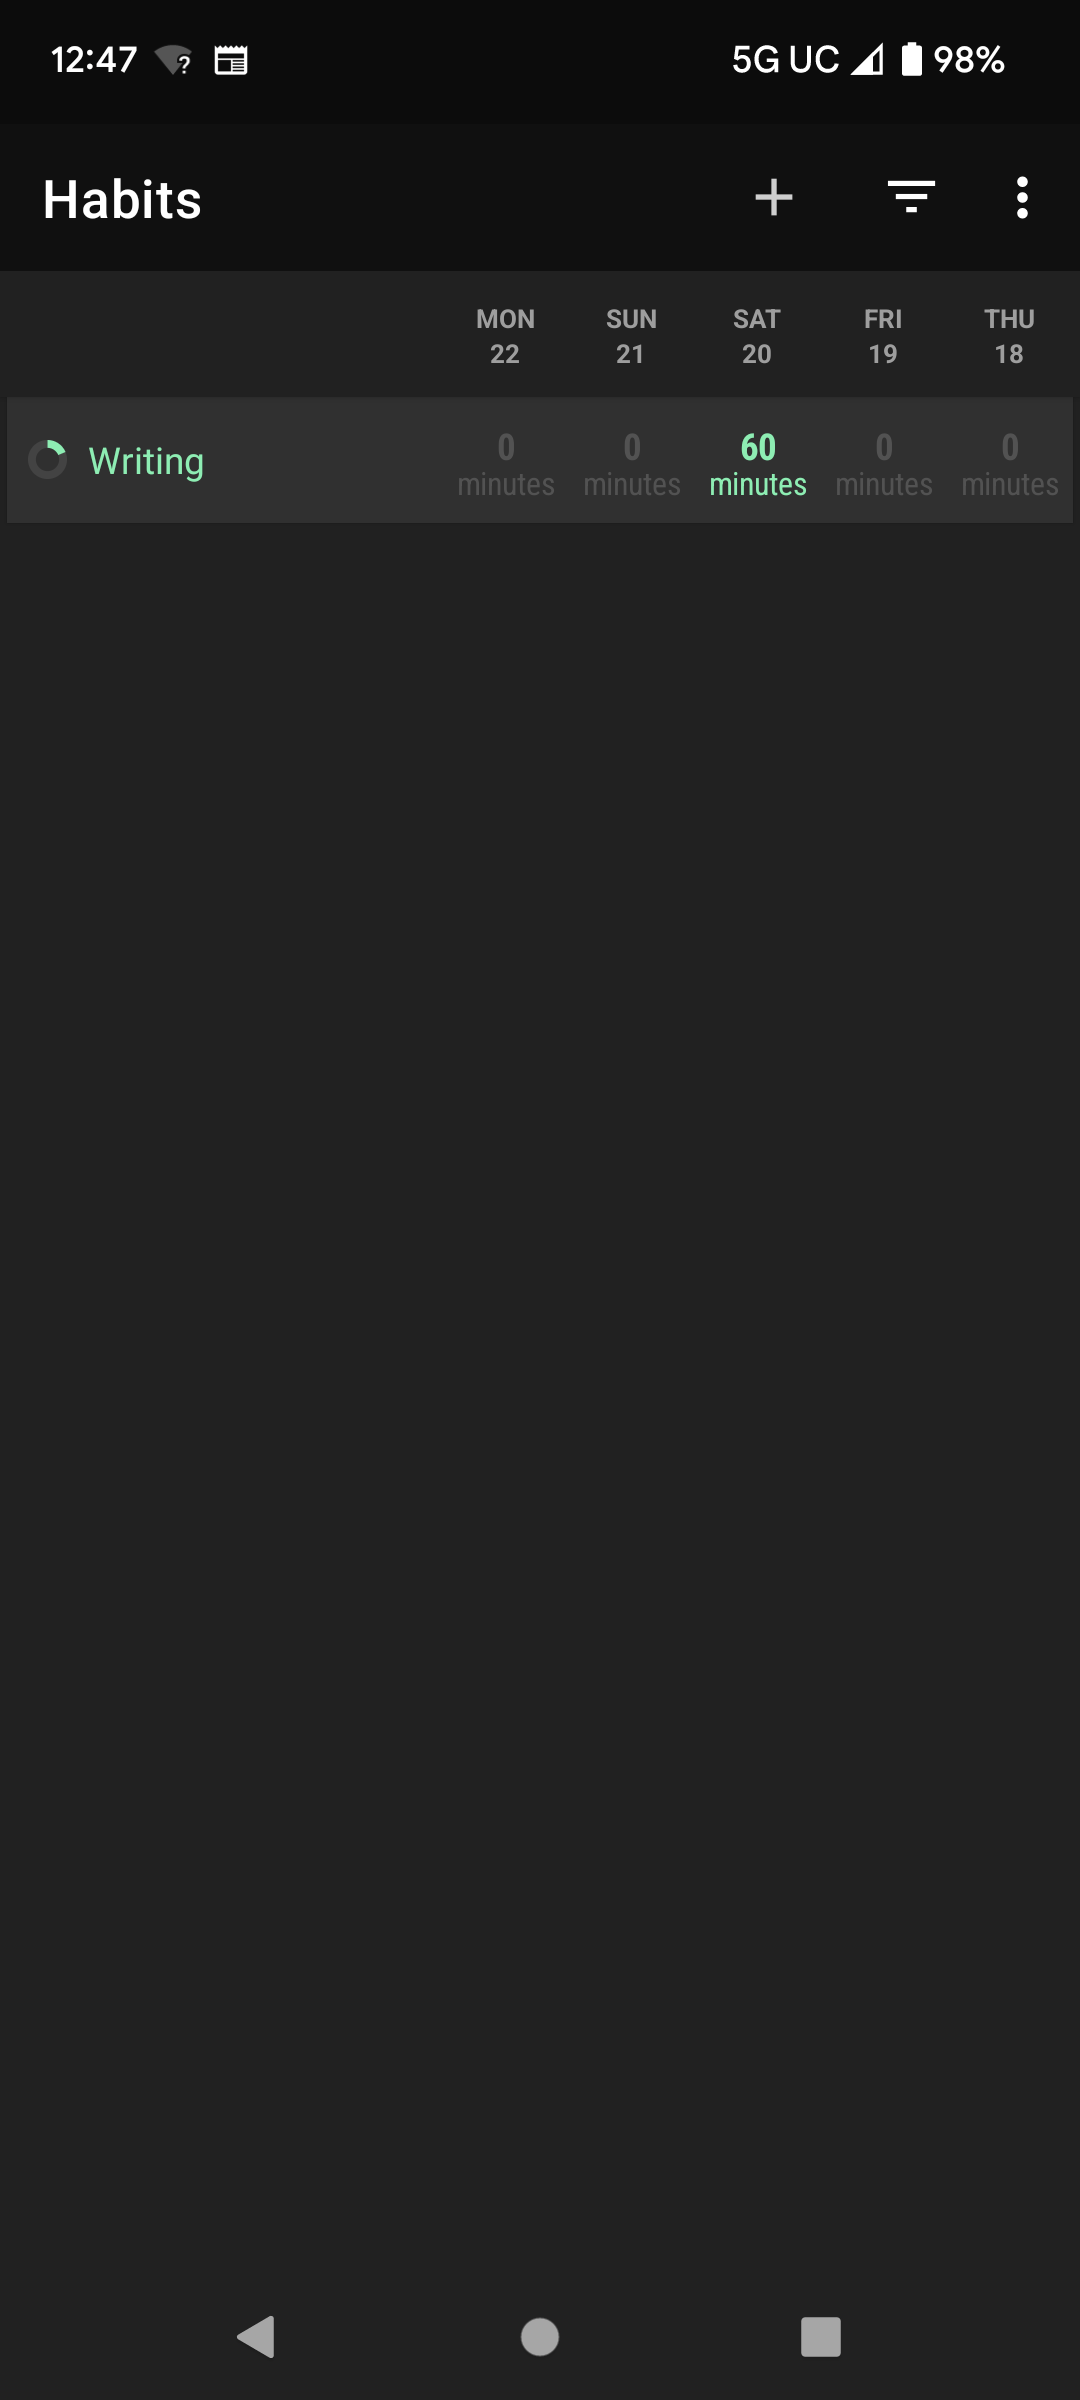 12:47 5G UC 98%
Habits
MON SUN SAT FRI THU
22 21 20 19 18
Writing 0 0 60 0 0
minutes minutes minutes minutes minutes